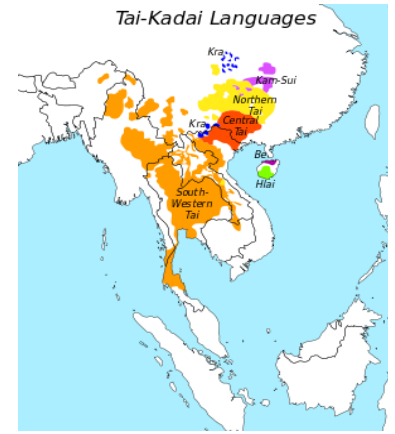 Tai-Kadai Languages
Kra
Kam-Sui
Northern
Tai
Central
Tai
Kra
Be
Hlai
South-
Western
Tai